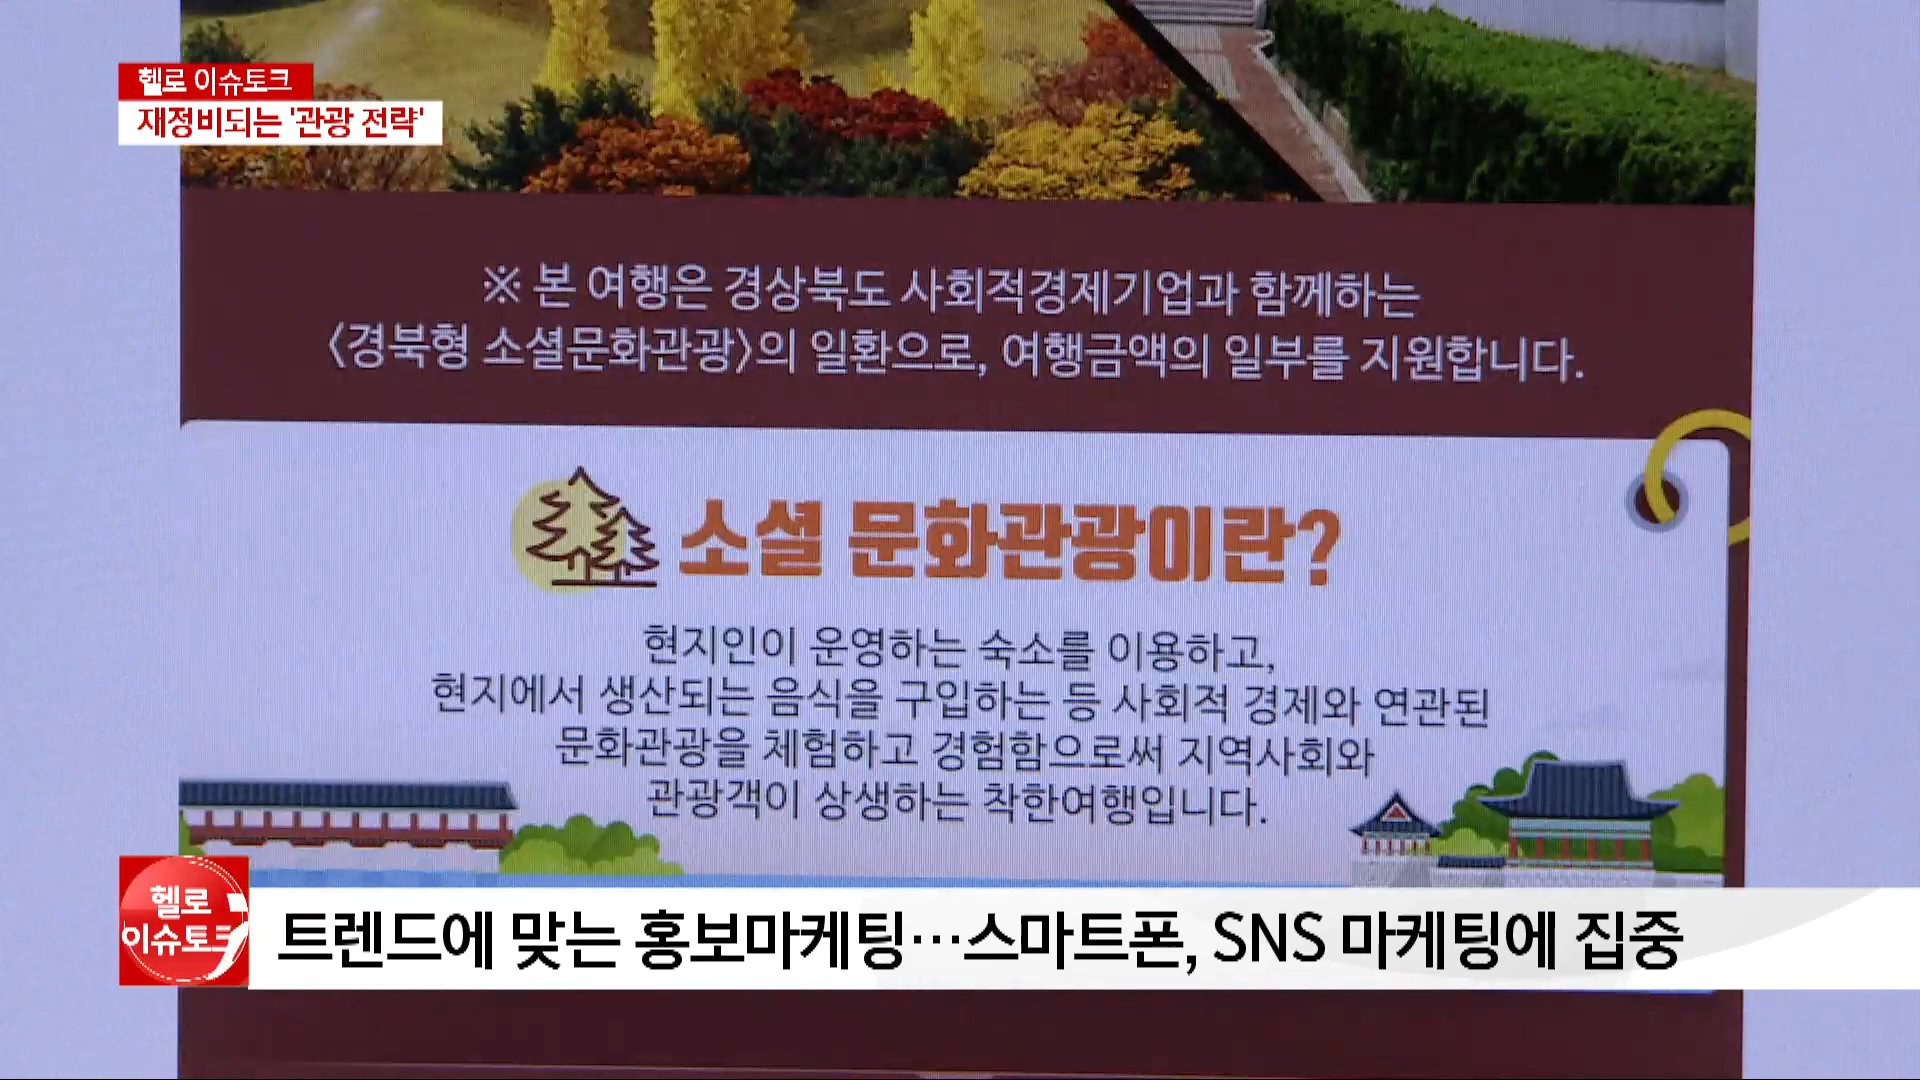 헬로 이슈토크
재정비되는 '관광 전략'
※ 본 여행은 경상북도 사회적경제기업과 함께하는
<경북형 소셜문화관광>의 일환으로, 여행금액의 일부를 지원합니다.
소셜 문화관광이란?
현지인이 운영하는 숙소를 이용하고,
현지에서 생산되는 음식을 구입하는 등 사회적 경제와 연관된
문화관광을 체험하고 경험함으로써 지역사회와
관광객이 상생하는 착한여행입니다.
헬로
이슈토크
트렌드에 맞는 홍보마케팅…스마트폰, SNS 마케팅에 집중